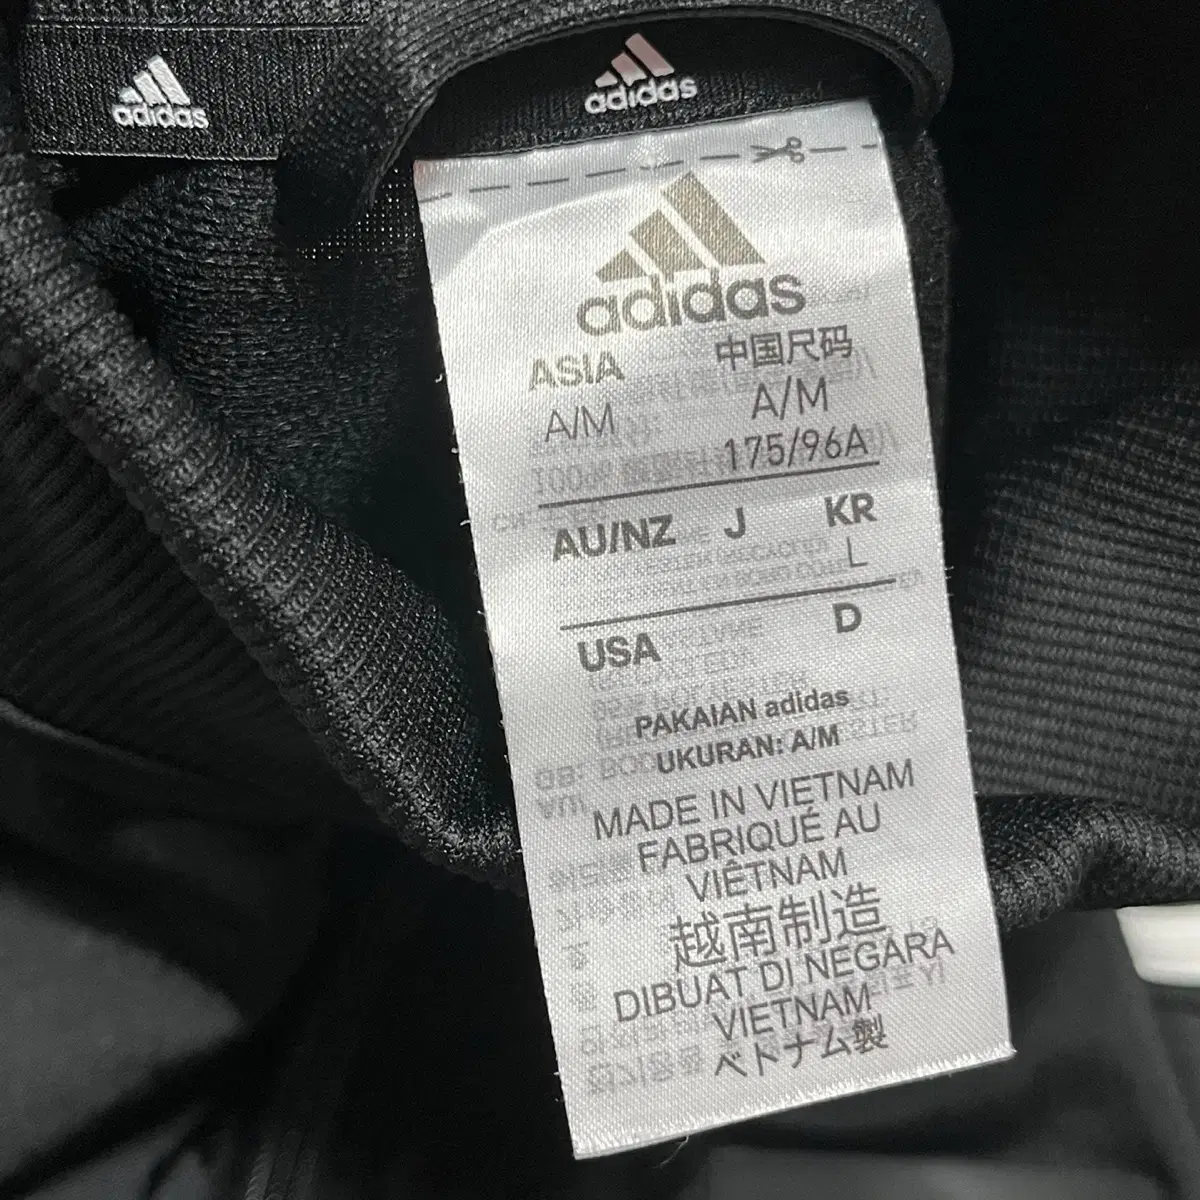 adidas
adidas
adidas
ASIA 中国尺码
A/M A/M
175/96A
AU/NZ J KR
L
USA D
PAKAIAN adidas
UKURAN: A/M
MADE IN VIETNAM
FABRIQUÉ AU
VIÊTNAM
越南制造
DIBUAT DI NEGARA
VIETNAM
ベトナム製